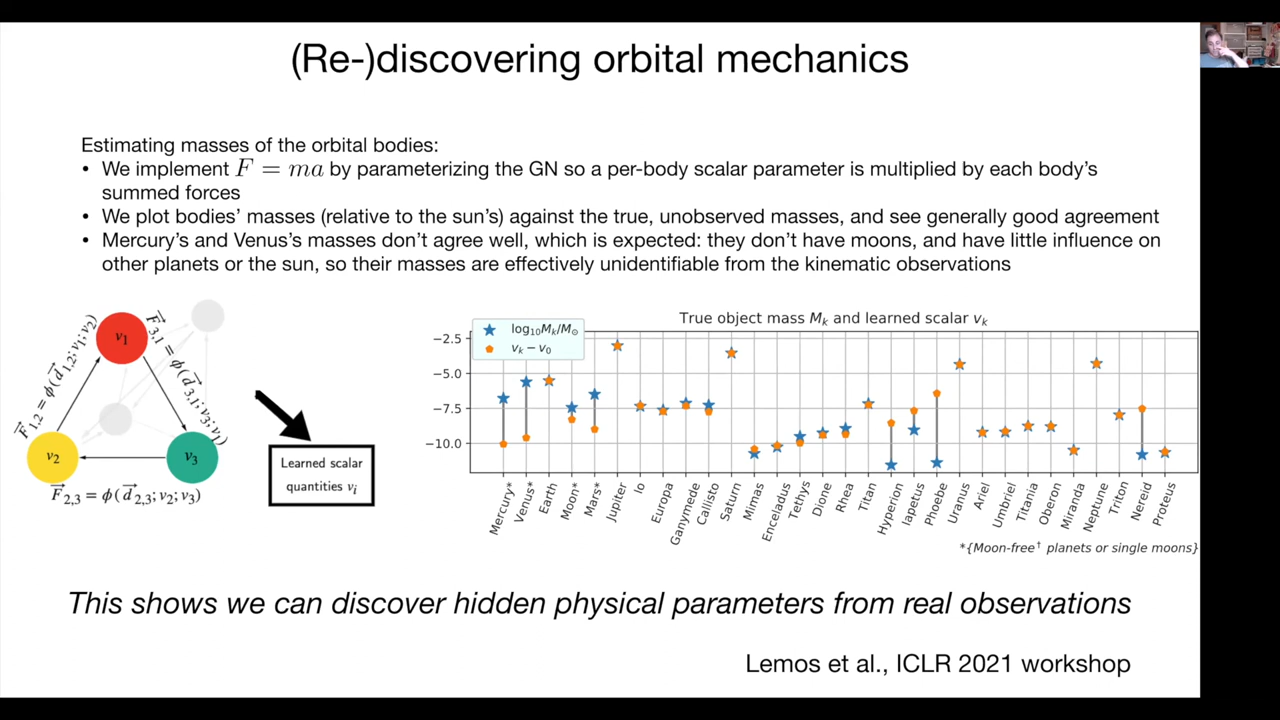 (Re-)discovering orbital mechanics
Estimating masses of the orbital bodies:
• We implement F = ma by parameterizing the GN so a per-body scalar parameter is multiplied by each body's
summed forces
• We plot bodies' masses (relative to the sun's) against the true, unobserved masses, and see generally good agreement
• Mercury's and Venus's masses don't agree well, which is expected: they don't have moons, and have little influence on
other planets or the sun, so their masses are effectively unidentifiable from the kinematic observations
v₁
v₂
v₃
F⃗₁,₂ = ϕ(d⃗₁,₂; v₁; v₂)
F⃗₃,₁ = ϕ(d⃗₃,₁; v₃; v₁)
F⃗₂,₃ = ϕ(d⃗₂,₃; v₂; v₃)
Learned scalar
quantities vᵢ
True object mass Mₖ and learned scalar vₖ
log₁₀Mₖ/M⊙
vₖ − v₀
−2.5
−5.0
−7.5
−10.0
Mercury*
Venus*
Earth
Moon*
Mars*
Jupiter
Io
Europa
Ganymede
Callisto
Saturn
Mimas
Enceladus
Tethys
Dione
Rhea
Titan
Hyperion
Iapetus
Phoebe
Uranus
Ariel
Umbriel
Titania
Oberon
Miranda
Neptune
Triton
Nereid
Proteus
*{Moon-free† planets or single moons}
This shows we can discover hidden physical parameters from real observations
Lemos et al., ICLR 2021 workshop